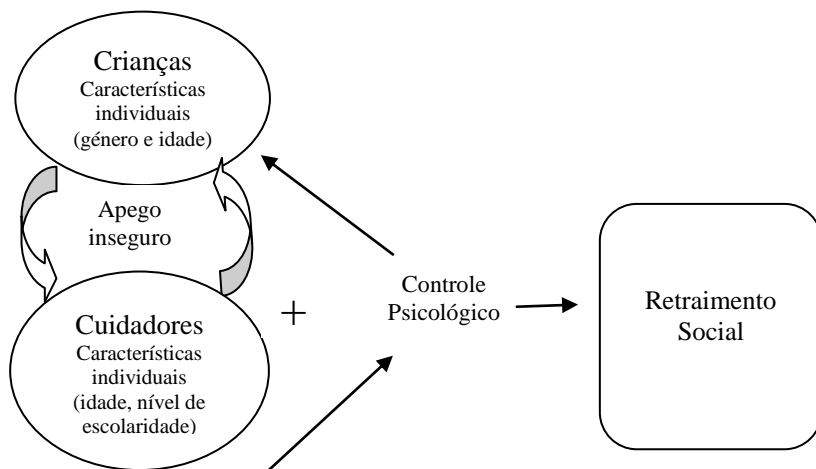 Crianças
Características
individuais
(género e idade)
Apego
inseguro
Cuidadores
Características
individuais
(idade, nível de
escolaridade)
+
Controle
Psicológico
Retraimento
Social